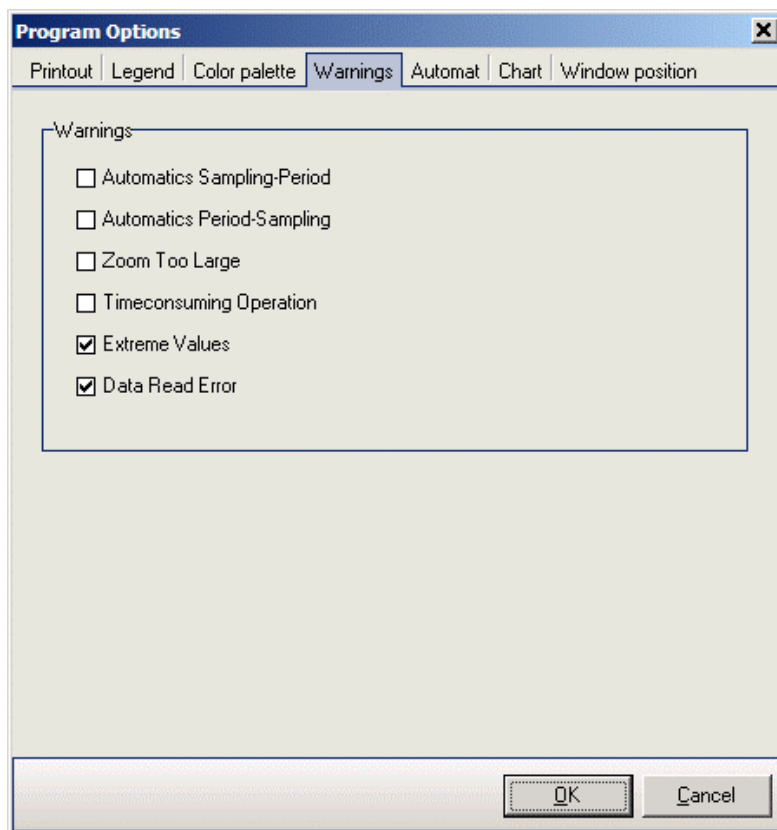 Program Options
Printout Legend Color palette Warnings Automat Chart Window position
Warnings
Automatics Sampling-Period
Automatics Period-Sampling
Zoom Too Large
Timeconsuming Operation
Extreme Values
Data Read Error
OK Cancel